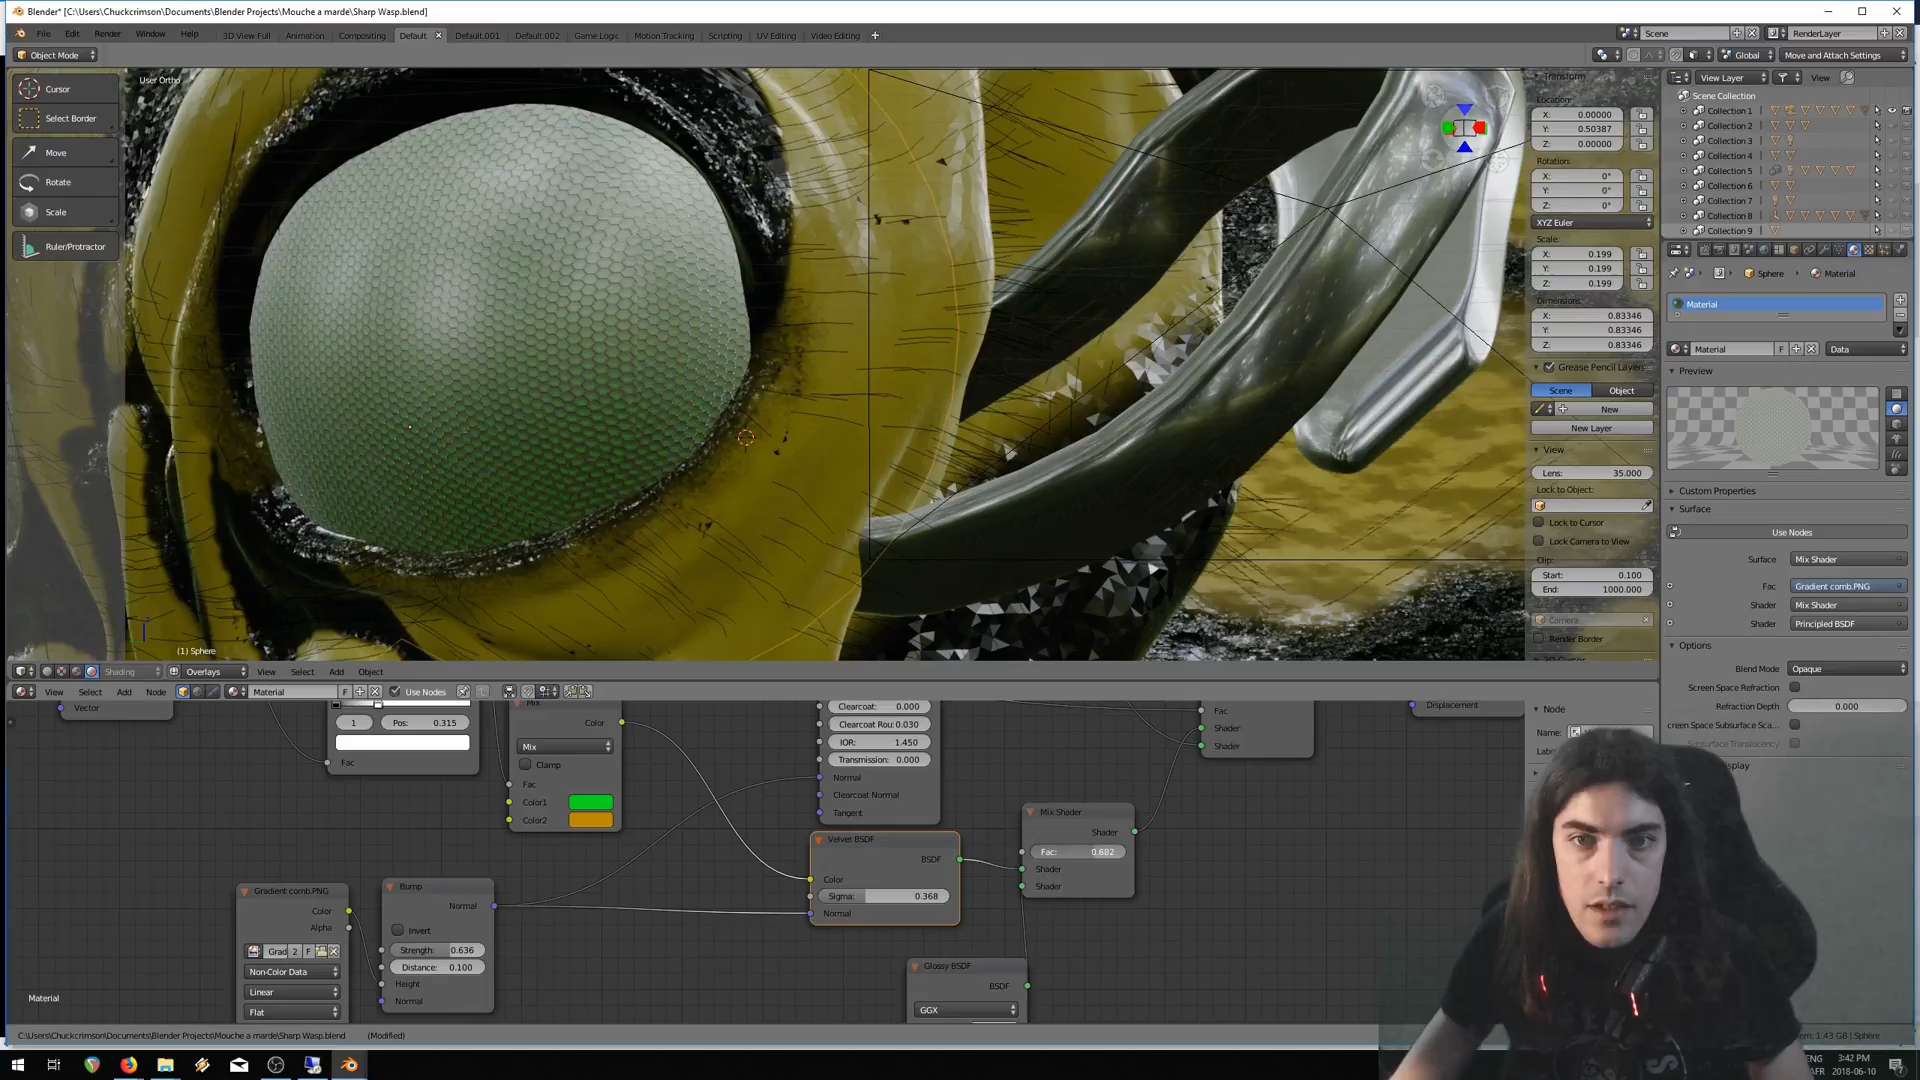 Blender* [C:\Users\Chuckcrimson\Documents\Blender Projects\Mouche a marde\Sharp Wasp.blend]
File Edit Render Window Help 3D View Full Animation Compositing Default Default.001 Default.002 Game Logic Motion Tracking Scripting UV Editing Video Editing Scene RenderLayer
Object Mode Global Move and Attach Settings
User Ortho
Cursor
Select Border
Move
Rotate
Scale
Ruler/Protractor
(1) Sphere
Transform
Location:
X: 0.00000
Y: 0.50387
Z: 0.00000
Rotation:
X: 0°
Y: 0°
Z: 0°
XYZ Euler
Scale:
X: 0.199
Y: 0.199
Z: 0.199
Dimensions:
X: 0.83346
Y: 0.83346
Z: 0.83346
Grease Pencil Layers
Scene Object
New
New Layer
View
Lens: 35.000
Lock to Object:
Lock to Cursor
Lock Camera to View
Clip:
Start: 0.100
End: 1000.000
Camera
Render Border
View Layer View
Scene Collection
Collection 1
Collection 2
Collection 3
Collection 4
Collection 5
Collection 6
Collection 7
Collection 8
Collection 9
Sphere Material
Material
Material F Data
Preview
Custom Properties
Surface
Use Nodes
Surface Mix Shader
Fac Gradient comb.PNG
Shader Mix Shader
Shader Principled BSDF
Options
Blend Mode Opaque
Screen Space Refraction
Refraction Depth 0.000
creen Space Subsurface Sca...
Subsurface Translucency
Shading Overlays View Select Add Object
View Select Add Node Material F Use Nodes
Vector
1 Pos: 0.315
Fac
Mix
Color
Mix
Clamp
Fac
Color1
Color2
Clearcoat: 0.000
Clearcoat Rou: 0.030
IOR: 1.450
Transmission: 0.000
Normal
Clearcoat Normal
Tangent
Fac
Shader
Shader
Displacement
Node
Name:
Mix Shader
Shader
Fac: 0.682
Shader
Shader
Velvet BSDF
BSDF
Color
Sigma: 0.368
Normal
Gradient comb.PNG
Color
Alpha
Grad 2 F
Non-Color Data
Linear
Flat
Bump
Normal
Invert
Strength: 0.636
Distance: 0.100
Height
Normal
Glossy BSDF
BSDF
GGX
Material
C:\Users\Chuckcrimson\Documents\Blender Projects\Mouche a marde\Sharp Wasp.blend (Modified)
1.43 GB | Sphere
ENG 3:42 PM
2018-06-10